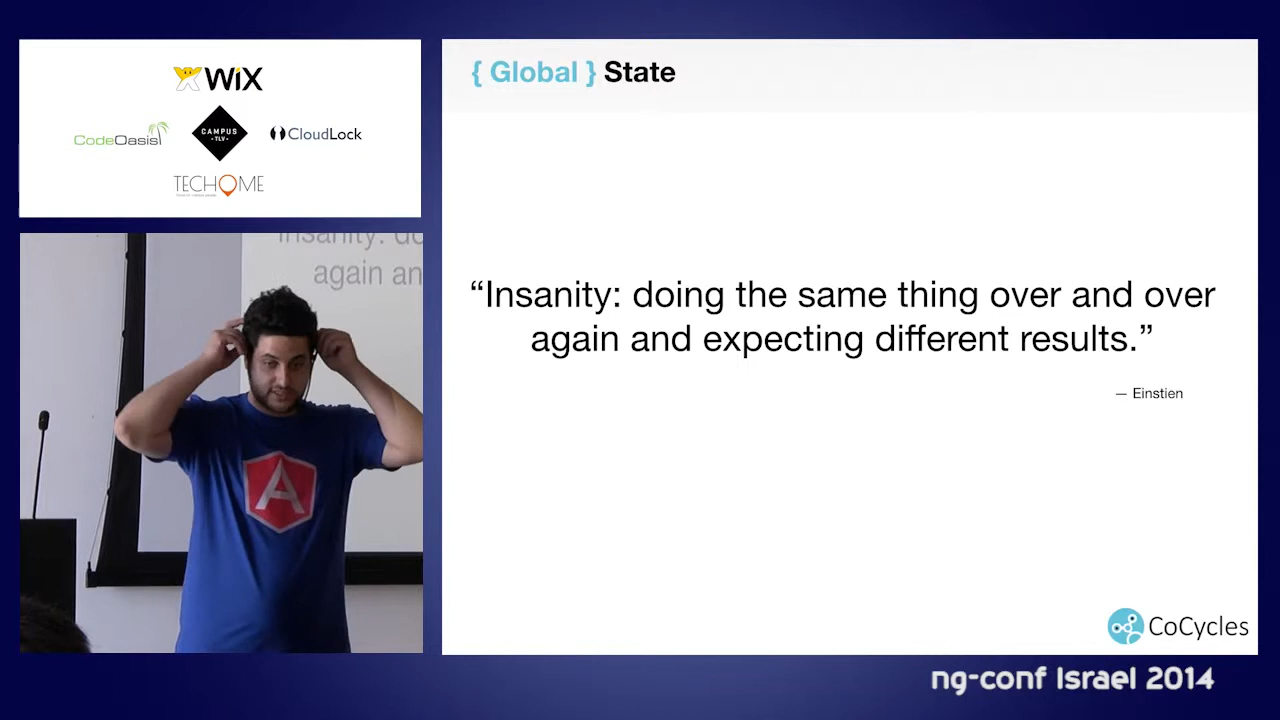 WiX
CodeOasis
CAMPUS
TLV
CloudLock
TECHOME
{ Global } State
Insanity: do
again an
“Insanity: doing the same thing over and over
again and expecting different results.”
— Einstien
A
CoCycles
ng-conf Israel 2014